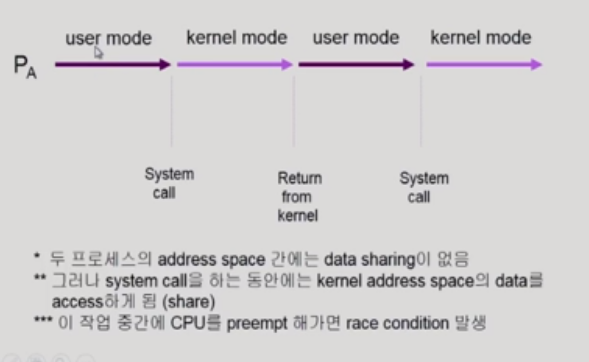 user mode kernel mode user mode kernel mode
P_A
System call
Return from kernel
System call
* 두 프로세스의 address space 간에는 data sharing이 없음
** 그러나 system call을 하는 동안에는 kernel address space의 data를
access하게 됨 (share)
*** 이 작업 중간에 CPU를 preempt 해가면 race condition 발생